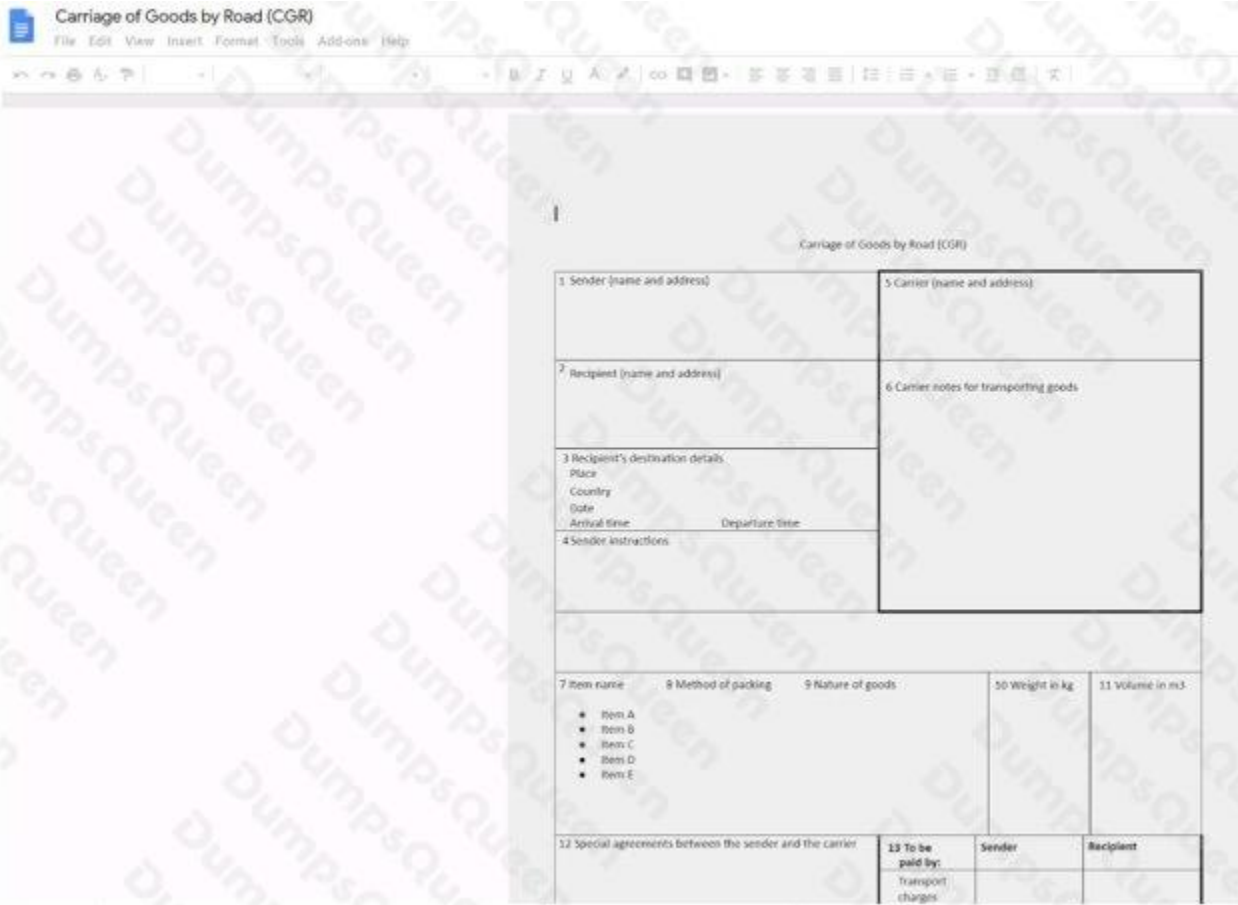 Carriage of Goods by Road (CGR)
File Edit View Insert Format Tools Add-ons Help
Carriage of Goods by Road (CGR)
1 Sender (name and address)
5 Carrier (name and address)
2 Recipient (name and address)
6 Carrier notes for transporting goods
3 Recipient's destination details
Place
Country
Date
Arrival time Departure time
4 Sender instructions
7 Item name 8 Method of packing 9 Nature of goods 50 Weight in kg 11 Volume in m3
Item A
Item B
Item C
Item D
Item E
12 Special agreements between the sender and the carrier
13 To be paid by:
Sender
Recipient
Transport
charges
DumpsQueen